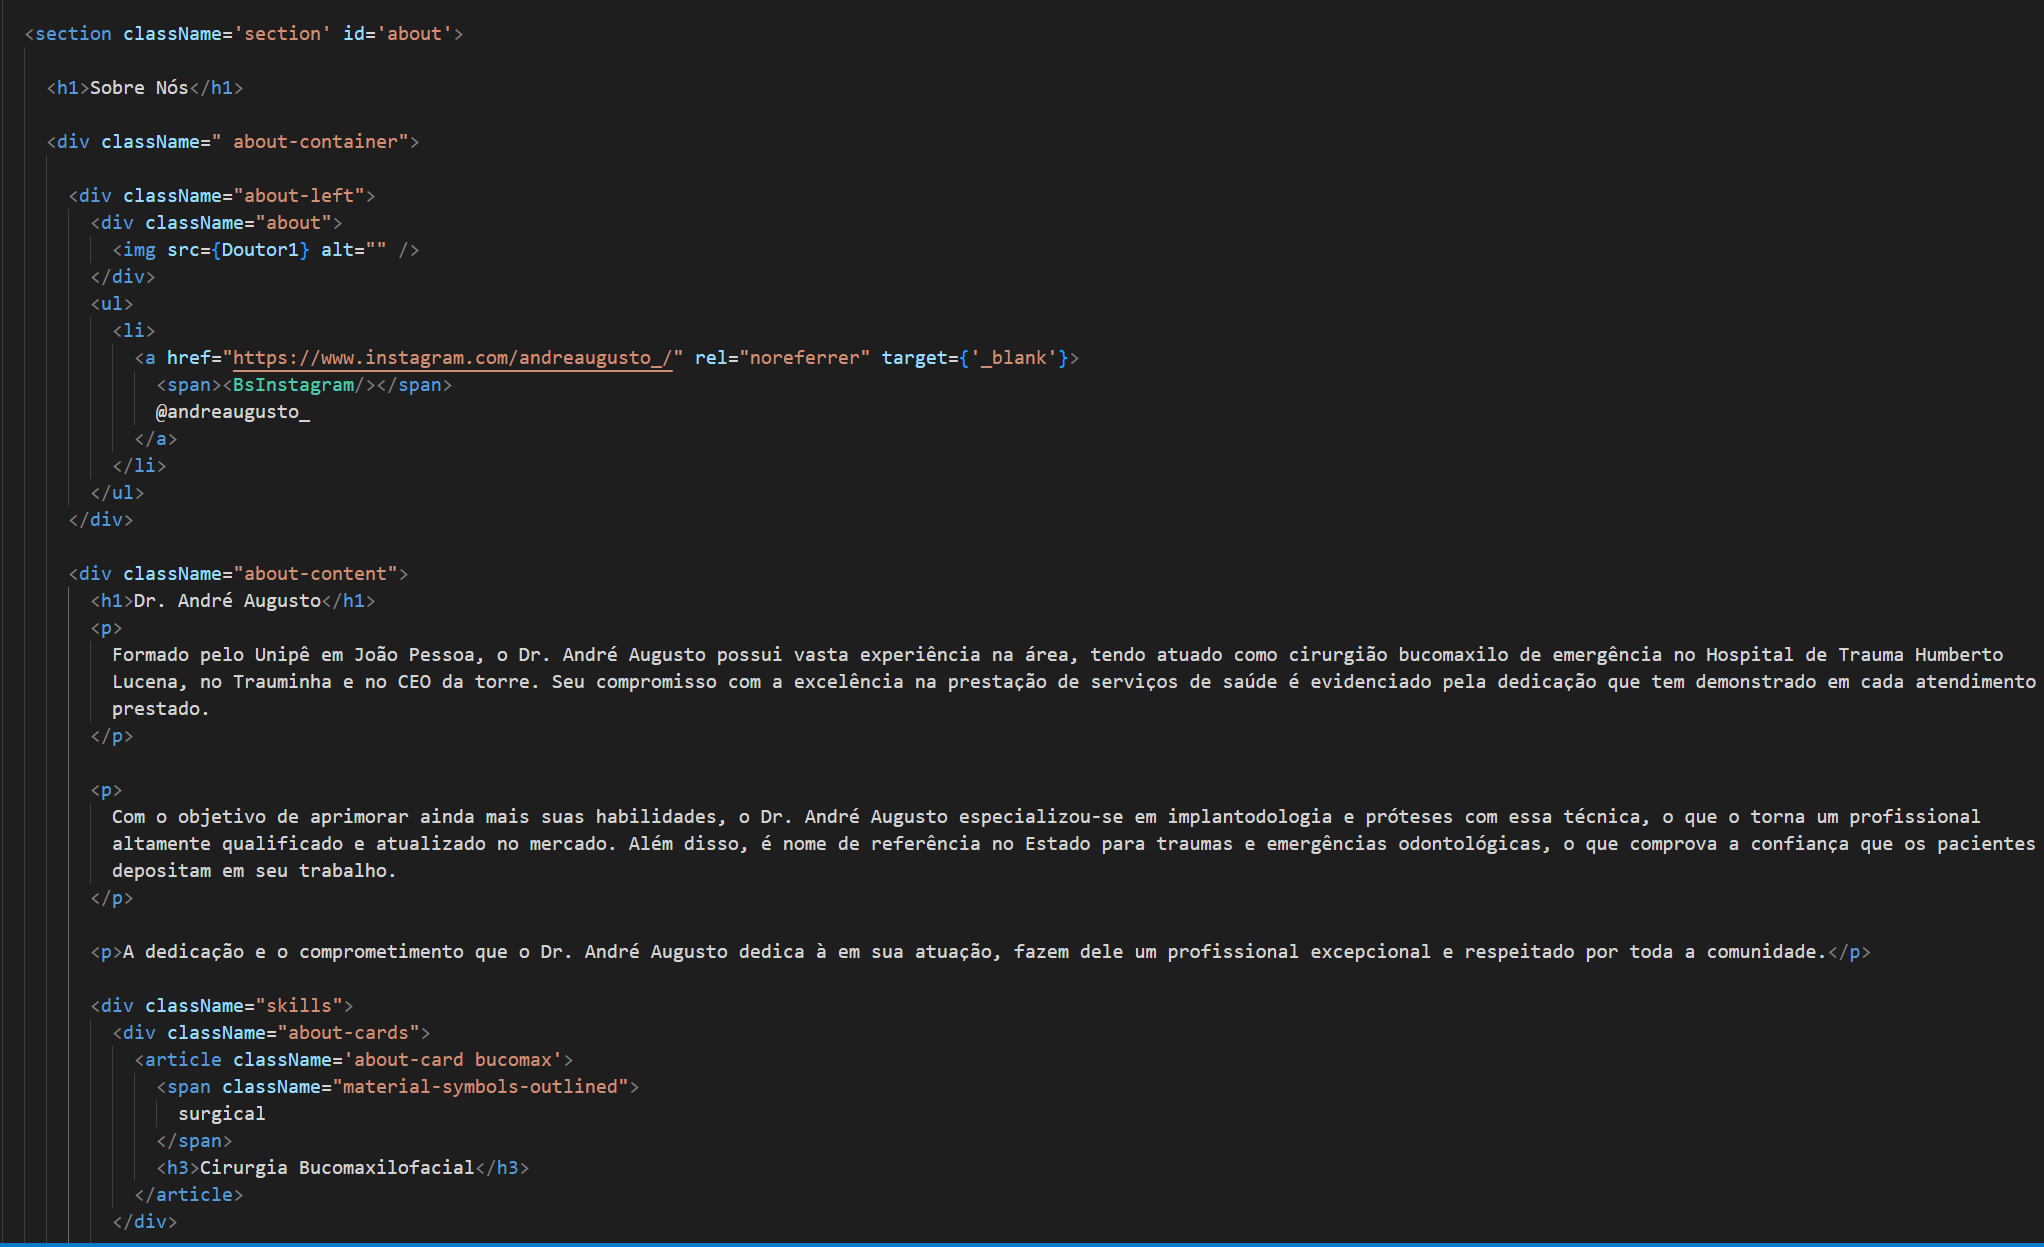 <section className='section' id='about'>
<h1>Sobre Nós</h1>
<div className=" about-container">
<div className="about-left">
<div className="about">
<img src={Doutor1} alt="" />
</div>
<ul>
<li>
<a href="https://www.instagram.com/andreaugusto_/" rel="noreferrer" target={'_blank'}>
<span><BsInstagram/></span>
@andreaugusto_
</a>
</li>
</ul>
</div>
<div className="about-content">
<h1>Dr. André Augusto</h1>
<p>
Formado pelo Unipê em João Pessoa, o Dr. André Augusto possui vasta experiência na área, tendo atuado como cirurgião bucomaxilo de emergência no Hospital de Trauma Humberto
Lucena, no Trauminha e no CEO da torre. Seu compromisso com a excelência na prestação de serviços de saúde é evidenciado pela dedicação que tem demonstrado em cada atendimento
prestado.
</p>
<p>
Com o objetivo de aprimorar ainda mais suas habilidades, o Dr. André Augusto especializou-se em implantodologia e próteses com essa técnica, o que o torna um profissional
altamente qualificado e atualizado no mercado. Além disso, é nome de referência no Estado para traumas e emergências odontológicas, o que comprova a confiança que os pacientes
depositam em seu trabalho.
</p>
<p>A dedicação e o comprometimento que o Dr. André Augusto dedica à em sua atuação, fazem dele um profissional excepcional e respeitado por toda a comunidade.</p>
<div className="skills">
<div className="about-cards">
<article className='about-card bucomax'>
<span className="material-symbols-outlined">
surgical
</span>
<h3>Cirurgia Bucomaxilofacial</h3>
</article>
</div>